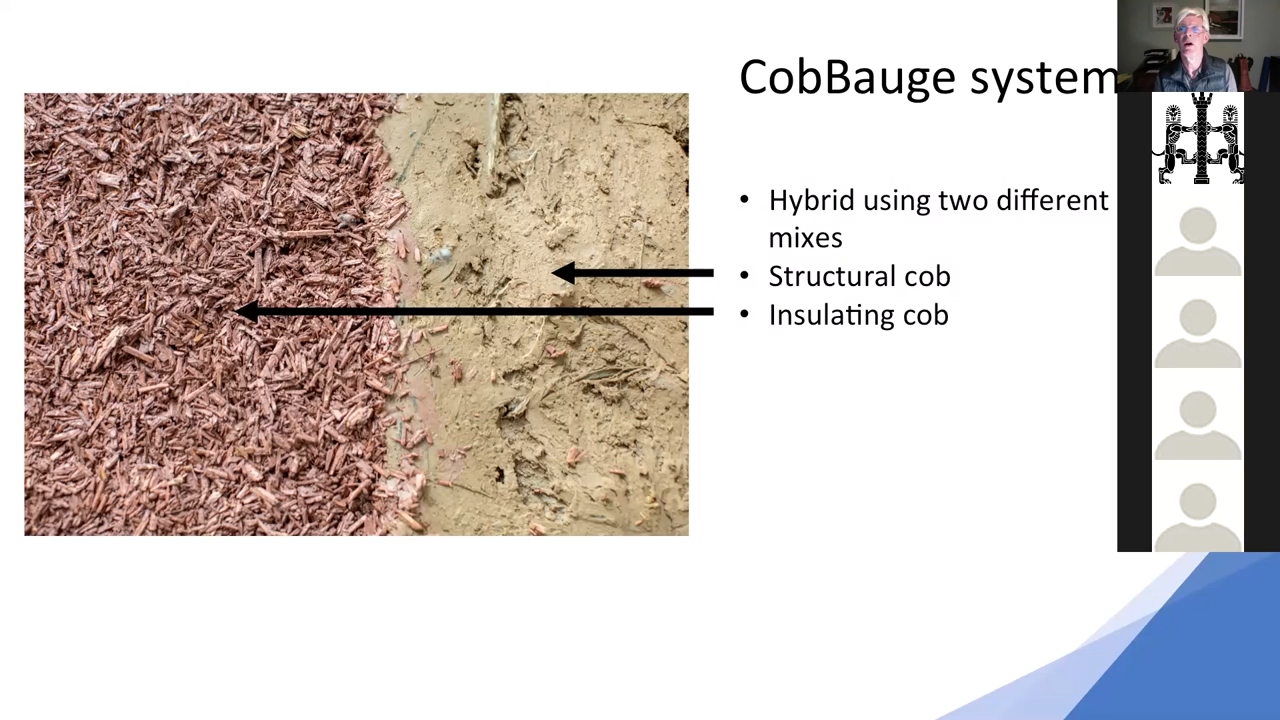 CobBauge system
• Hybrid using two different
mixes
• Structural cob
• Insulating cob